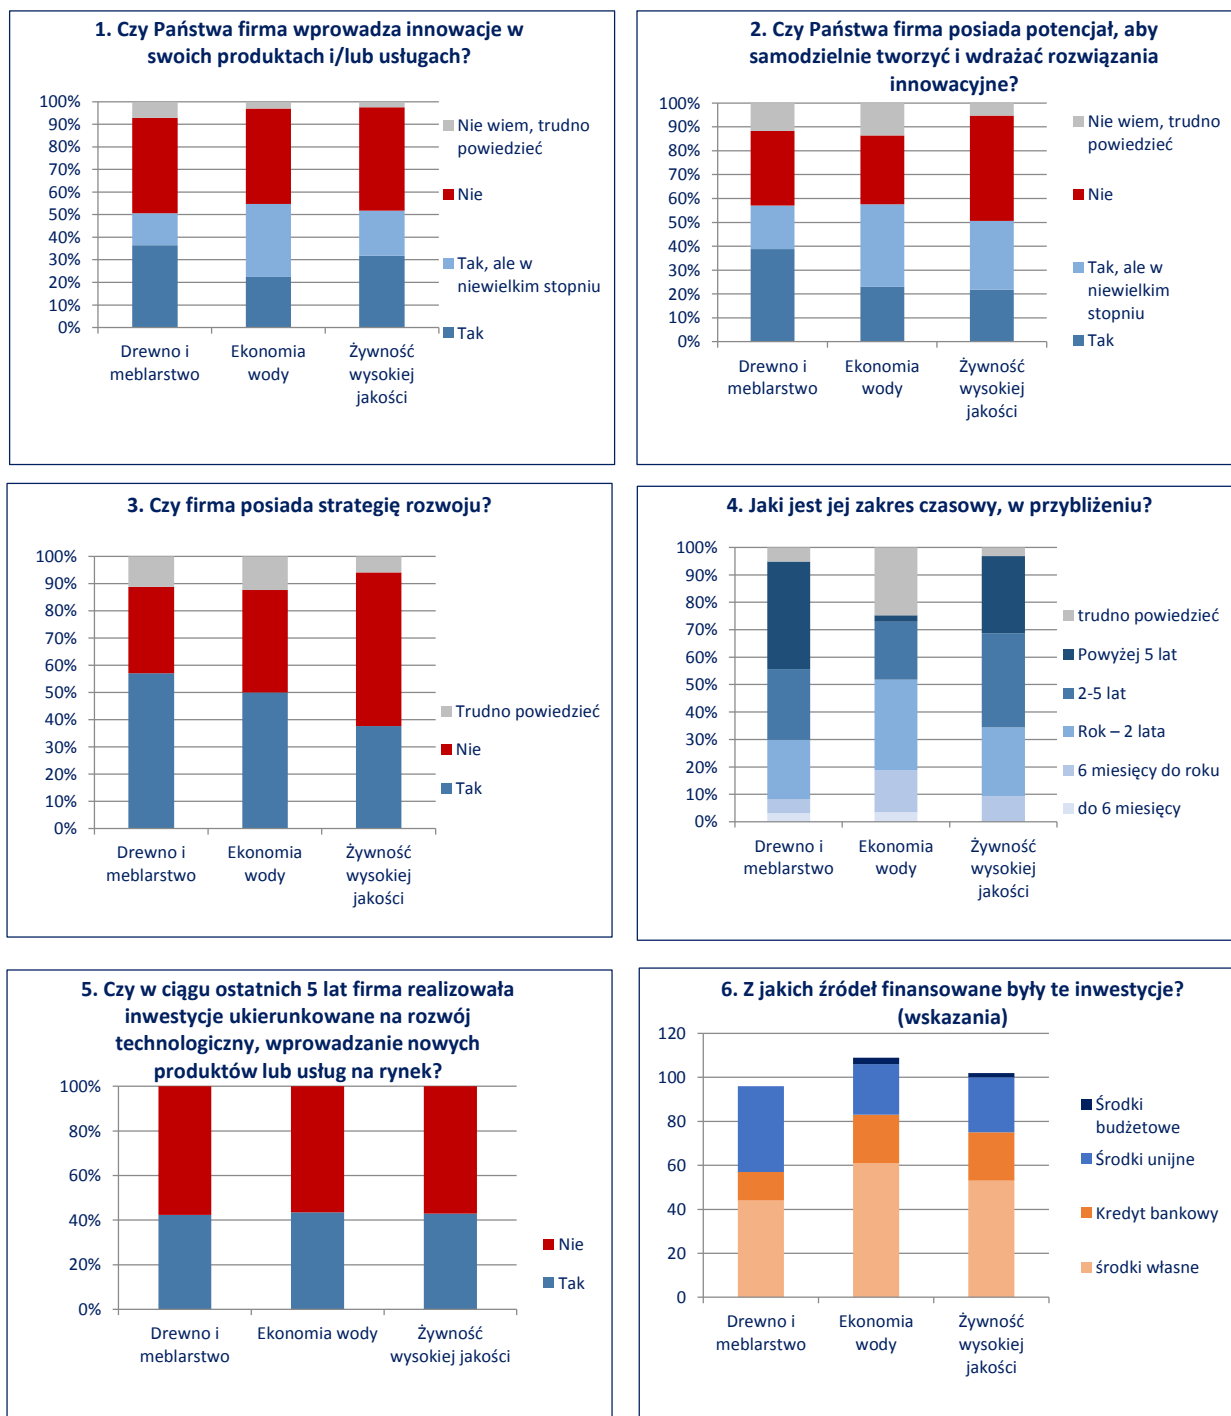 1. Czy Państwa firma wprowadza innowacje w
swoich produktach i/lub usługach?
100%
90%
80%
70%
60%
50%
40%
30%
20%
10%
0%
Drewno i
meblarstwo
Ekonomia
wody
Żywność
wysokiej
jakości
Nie wiem, trudno
powiedzieć
Nie
Tak, ale w
niewielkim stopniu
Tak
2. Czy Państwa firma posiada potencjał, aby
samodzielnie tworzyć i wdrażać rozwiązania
innowacyjne?
100%
90%
80%
70%
60%
50%
40%
30%
20%
10%
0%
Drewno i
meblarstwo
Ekonomia
wody
Żywność
wysokiej
jakości
Nie wiem, trudno
powiedzieć
Nie
Tak, ale w
niewielkim
stopniu
Tak
3. Czy firma posiada strategię rozwoju?
100%
90%
80%
70%
60%
50%
40%
30%
20%
10%
0%
Drewno i
meblarstwo
Ekonomia
wody
Żywność
wysokiej
jakości
Trudno powiedzieć
Nie
Tak
4. Jaki jest jej zakres czasowy, w przybliżeniu?
100%
90%
80%
70%
60%
50%
40%
30%
20%
10%
0%
Drewno i
meblarstwo
Ekonomia
wody
Żywność
wysokiej
jakości
trudno powiedzieć
Powyżej 5 lat
2-5 lat
Rok – 2 lata
6 miesięcy do roku
do 6 miesięcy
5. Czy w ciągu ostatnich 5 lat firma realizowała
inwestycje ukierunkowane na rozwój
technologiczny, wprowadzanie nowych
produktów lub usług na rynek?
100%
80%
60%
40%
20%
0%
Drewno i
meblarstwo
Ekonomia wody
Żywność
wysokiej jakości
Nie
Tak
6. Z jakich źródeł finansowane były te inwestycje?
(wskazania)
120
100
80
60
40
20
0
Drewno i
meblarstwo
Ekonomia
wody
Żywność
wysokiej
jakości
Środki
budżetowe
Środki unijne
Kredyt bankowy
środki własne